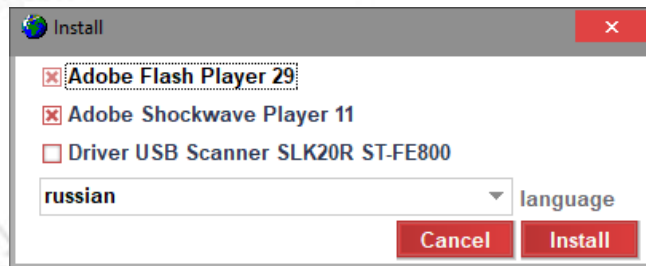 Install
Adobe Flash Player 29
Adobe Shockwave Player 11
Driver USB Scanner SLK20R ST-FE800
russian language
Cancel Install